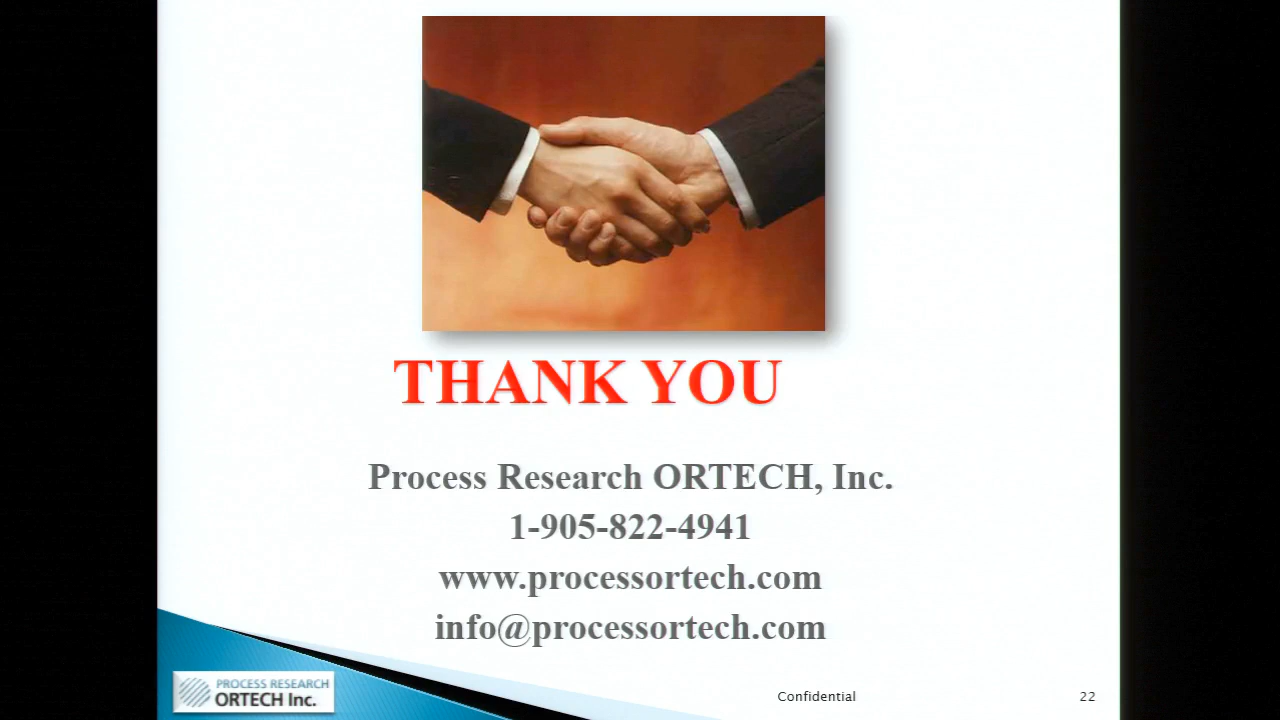 THANK YOU
Process Research ORTECH, Inc.
1-905-822-4941
www.processortech.com
info@processortech.com
PROCESS RESEARCH
ORTECH Inc.
Confidential
22